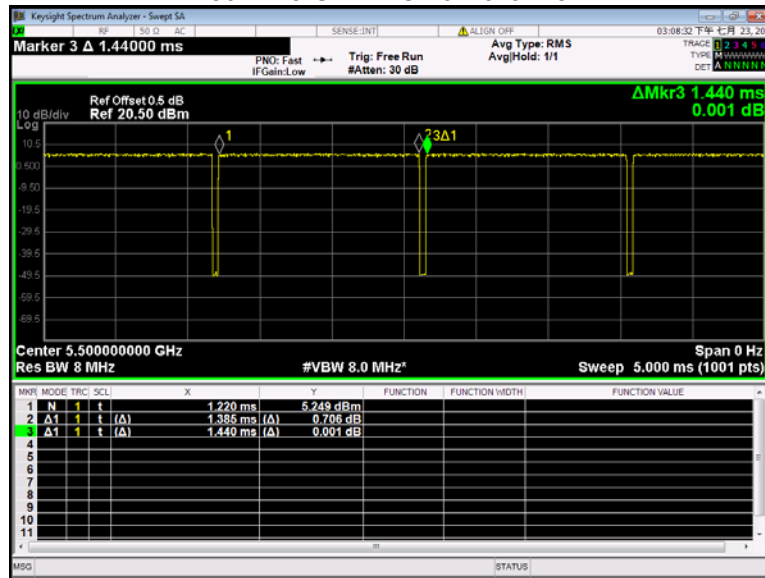 Keysight Spectrum Analyzer - Swept SA
RF 50 Ω AC SENSE:INT ALIGN OFF 03:08:32 下午 七月 23, 20
Marker 3 Δ 1.44000 ms
PNO: Fast
IFGain:Low
Trig: Free Run
#Atten: 30 dB
Avg Type: RMS
Avg|Hold: 1/1
TRACE 1 2 3 4 5
TYPE M
DET A N N N N N
ΔMkr3 1.440 ms
0.001 dB
Ref Offset 0.5 dB
10 dB/div Ref 20.50 dBm
Log
10.5
0.500
-9.50
-19.5
-29.5
-39.5
-49.5
-59.5
-69.5
1
3Δ1
Center 5.500000000 GHz Span 0 Hz
Res BW 8 MHz #VBW 8.0 MHz* Sweep 5.000 ms (1001 pts)
MKR MODE TRC SCL X Y FUNCTION FUNCTION WIDTH FUNCTION VALUE
1 N 1 t 1.220 ms 5.249 dBm
2 Δ1 1 t (Δ) 1.385 ms (Δ) 0.706 dB
3 Δ1 1 t (Δ) 1.440 ms (Δ) 0.001 dB
4
5
6
7
8
9
10
11
MSG STATUS